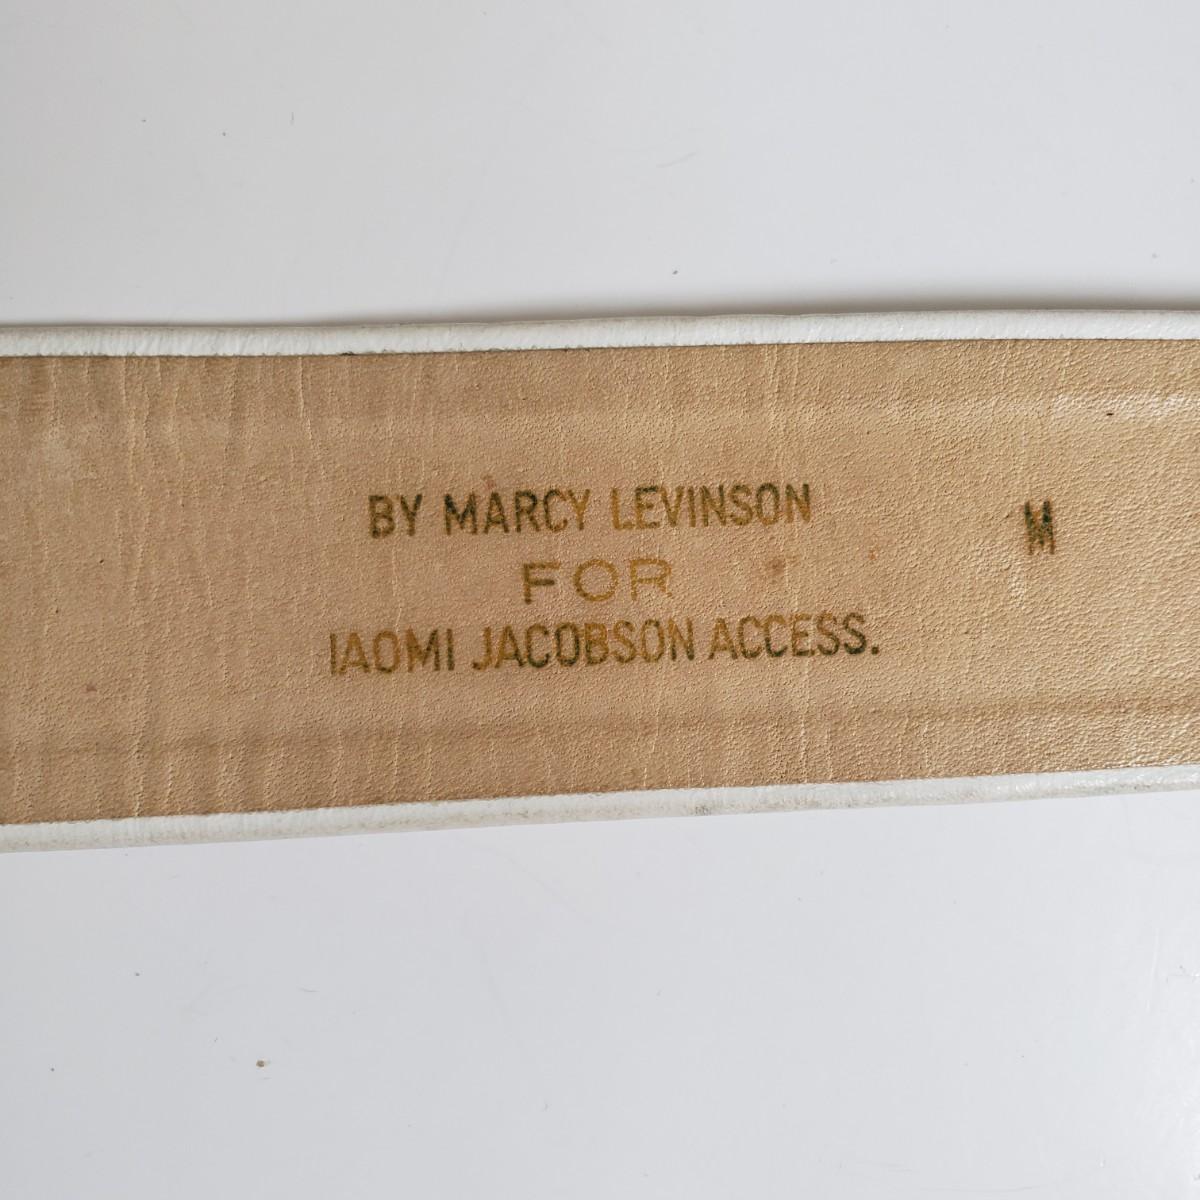 BY MARCY LEVINSON
M
FOR
IAOMI JACOBSON ACCESS.